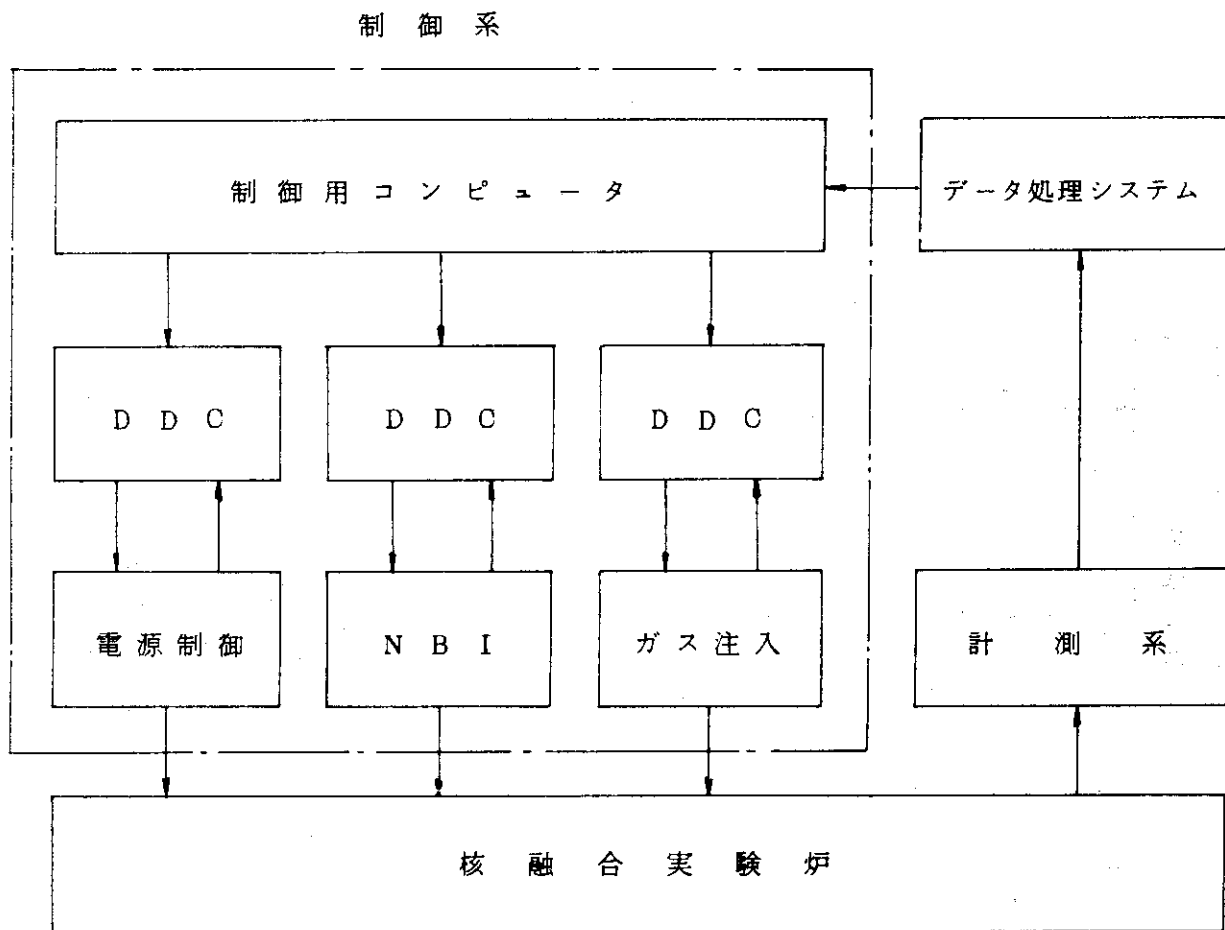 制御系
制御用コンピュータ
データ処理システム
DDC
DDC
DDC
電源制御
NBI
ガス注入
計測系
核融合実験炉